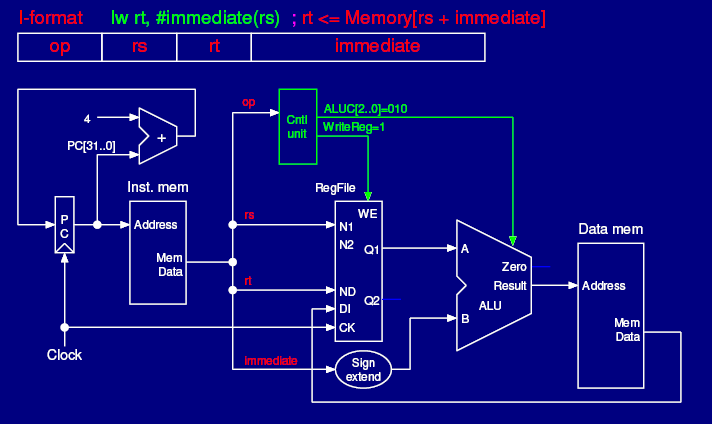 I-format lw rt, #immediate(rs) ; rt <= Memory[rs + immediate]
op rs rt immediate
op
Cntl
unit
ALUC[2..0]=010
WriteReg=1
4
+
PC[31..0]
Inst. mem
RegFile
PC
Address
Mem
Data
rs
rt
immediate
WE
N1
N2
Q1
ND
Q2
DI
CK
A
Zero
Result
ALU
B
Data mem
Address
Mem
Data
Clock
Sign
extend